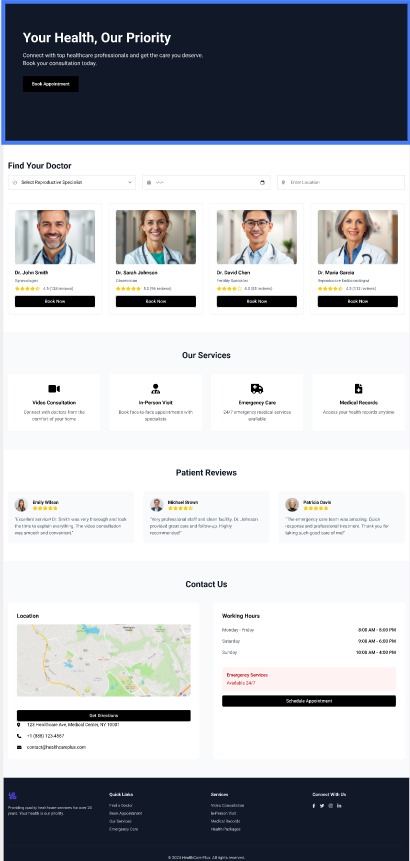 Your Health, Our Priority
Connect with top healthcare professionals and get the care you deserve.
Book your consultation today.
Book Appointment
Find Your Doctor
Select Reproductive Specialist
Enter Location
Dr. John Smith
Gynecologist
4.5 (128 reviews)
Book Now
Dr. Sarah Johnson
Obstetrician
5.0 (96 reviews)
Book Now
Dr. David Chen
Fertility Specialist
Book Now
Dr. Maria Garcia
Reproductive Endocrinologist
Book Now
Our Services
Video Consultation
Connect with doctors from the
comfort of your home
In-Person Visit
Book face-to-face appointments with
specialists
Emergency Care
24/7 emergency medical services
available
Medical Records
Access your health records anytime
Patient Reviews
Emily Wilson
"Excellent service! Dr. Smith was very thorough and took
the time to explain everything. The video consultation
was smooth and convenient."
Michael Brown
"Very professional staff and clean facility. Dr. Johnson
provided great care and follow-up. Highly
recommended!"
Patricia Davis
"The emergency care team was amazing. Quick
response and professional treatment. Thank you for
taking such good care of me!"
Contact Us
Location
Get Directions
123 Healthcare Ave, Medical Center, NY 10001
+1 (888) 123-4567
contact@healthcareplus.com
Working Hours
Monday - Friday
8:00 AM - 8:00 PM
Saturday
9:00 AM - 6:00 PM
Sunday
10:00 AM - 4:00 PM
Emergency Services
Available 24/7
Schedule Appointment
Providing quality healthcare services for over 20
years. Your health is our priority.
Quick Links
Find a Doctor
Book Appointment
Our Services
Emergency Care
Services
Video Consultation
In-Person Visit
Medical Records
Health Packages
Connect With Us
© 2024 HealthCare Plus. All rights reserved.